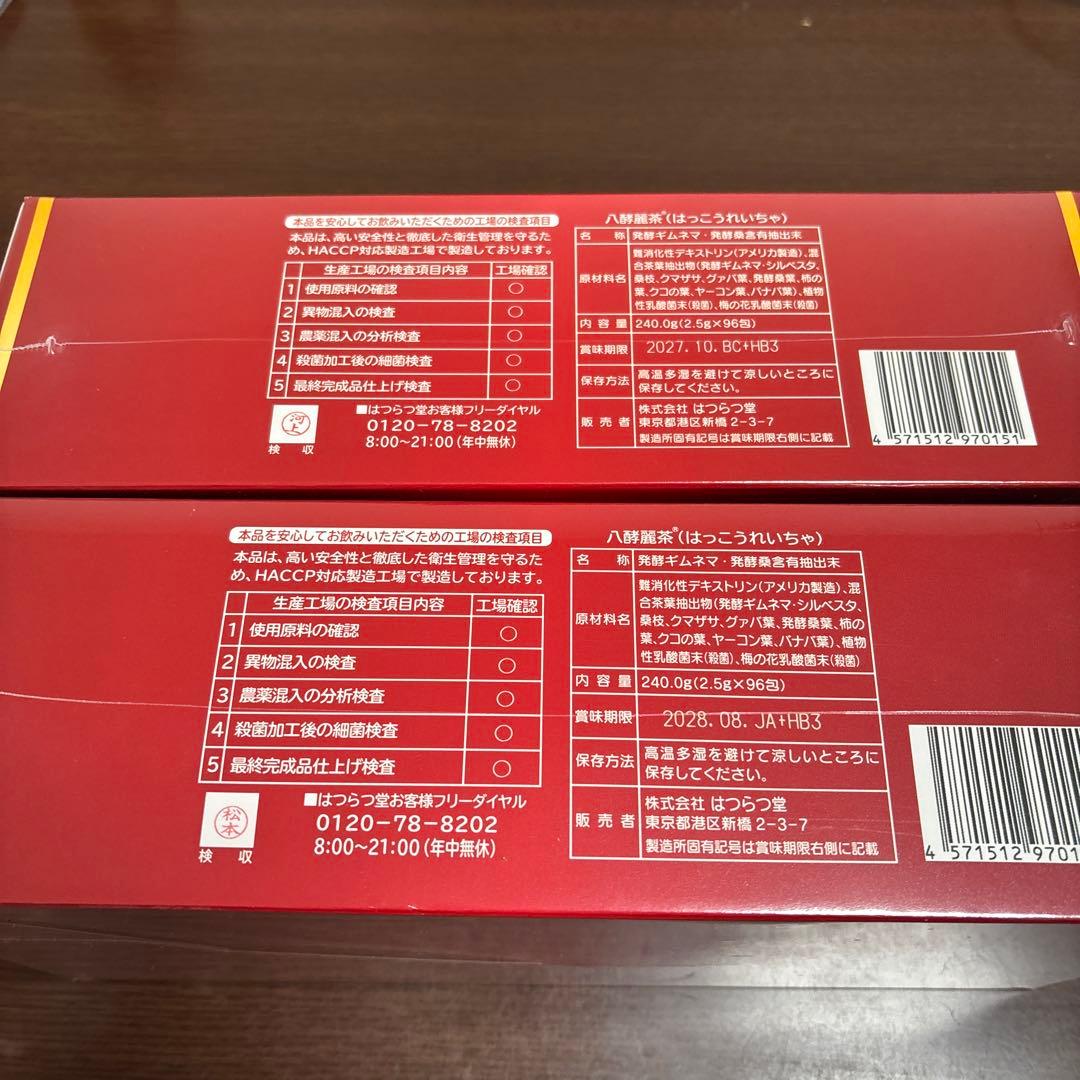 本品を安心してお飲みいただくための工場の検査項目
本品は、高い安全性と徹底した衛生管理を守るた
め、HACCP対応製造工場で製造しております。
生産工場の検査項目内容 工場確認
1 使用原料の確認 ○
2 異物混入の検査 ○
3 農薬混入の分析検査 ○
4 殺菌加工後の細菌検査 ○
5 最終完成品仕上げ検査 ○
河上
検 収
■はつらつ堂お客様フリーダイヤル
0120-78-8202
8:00～21:00(年中無休)
八酵麗茶®(はっこうれいちゃ)
名 称 発酵ギムネマ・発酵桑含有抽出末
原材料名 難消化性デキストリン(アメリカ製造)、混
合茶葉抽出物(発酵ギムネマ・シルベスタ、
桑枝、クマザサ、グァバ葉、発酵桑葉、柿の
葉、クコの葉、ヤーコン葉、バナバ葉)、植物
性乳酸菌末(殺菌)、梅の花乳酸菌末(殺菌)
内 容 量 240.0g(2.5g×96包)
賞味期限 2027.10.BC+HB3
保存方法 高温多湿を避けて涼しいところに
保存してください。
販 売 者 株式会社 はつらつ堂
東京都港区新橋 2-3-7
製造所固有記号は賞味期限右側に記載
4 571512 970151
本品を安心してお飲みいただくための工場の検査項目
本品は、高い安全性と徹底した衛生管理を守るた
め、HACCP対応製造工場で製造しております。
生産工場の検査項目内容 工場確認
1 使用原料の確認 ○
2 異物混入の検査 ○
3 農薬混入の分析検査 ○
4 殺菌加工後の細菌検査 ○
5 最終完成品仕上げ検査 ○
松本
検 収
■はつらつ堂お客様フリーダイヤル
0120-78-8202
8:00～21:00(年中無休)
八酵麗茶®(はっこうれいちゃ)
名 称 発酵ギムネマ・発酵桑含有抽出末
原材料名 難消化性デキストリン(アメリカ製造)、混
合茶葉抽出物(発酵ギムネマ・シルベスタ、
桑枝、クマザサ、グァバ葉、発酵桑葉、柿の
葉、クコの葉、ヤーコン葉、バナバ葉)、植物
性乳酸菌末(殺菌)、梅の花乳酸菌末(殺菌)
内 容 量 240.0g(2.5g×96包)
賞味期限 2028.08.JA+HB3
保存方法 高温多湿を避けて涼しいところに
保存してください。
販 売 者 株式会社 はつらつ堂
東京都港区新橋 2-3-7
製造所固有記号は賞味期限右側に記載
4 571512 9701